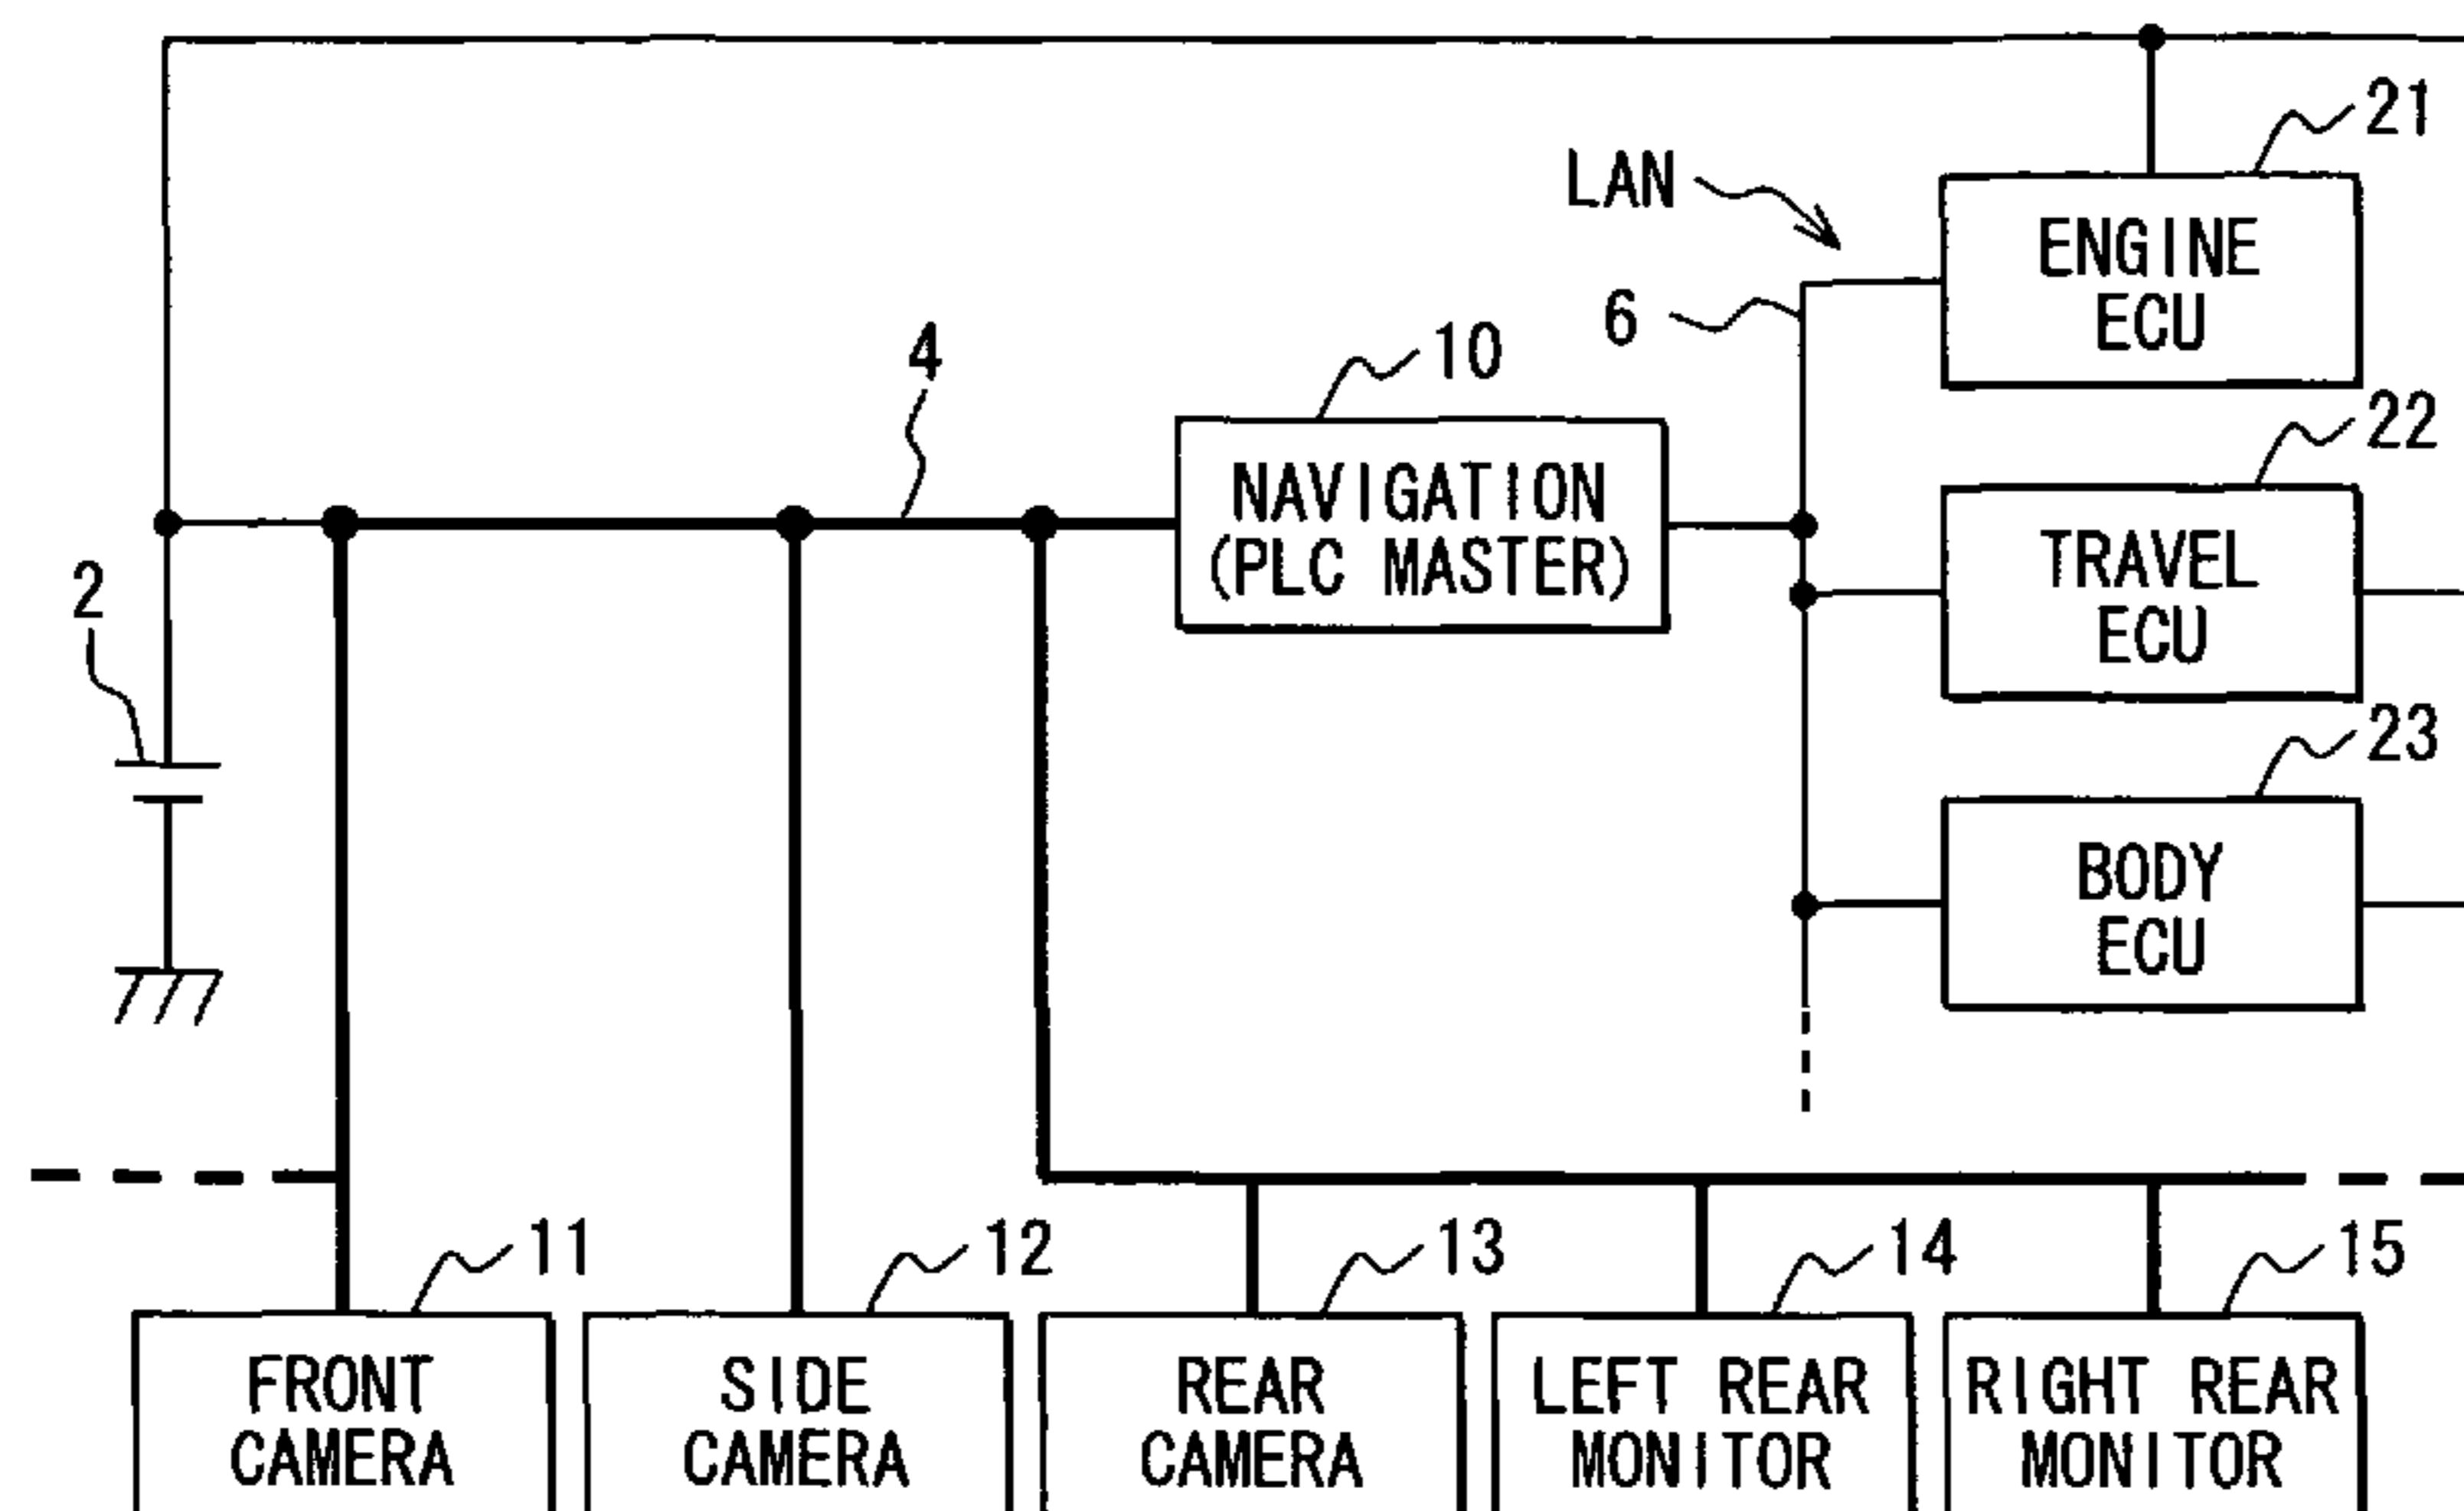 21
LAN
ENGINE
ECU
6
4
10
22
NAVIGATION
(PLC MASTER)
TRAVEL
ECU
2
23
BODY
ECU
11
12
13
14
15
FRONT
CAMERA
SIDE
CAMERA
REAR
CAMERA
LEFT REAR
MONITOR
RIGHT REAR
MONITOR